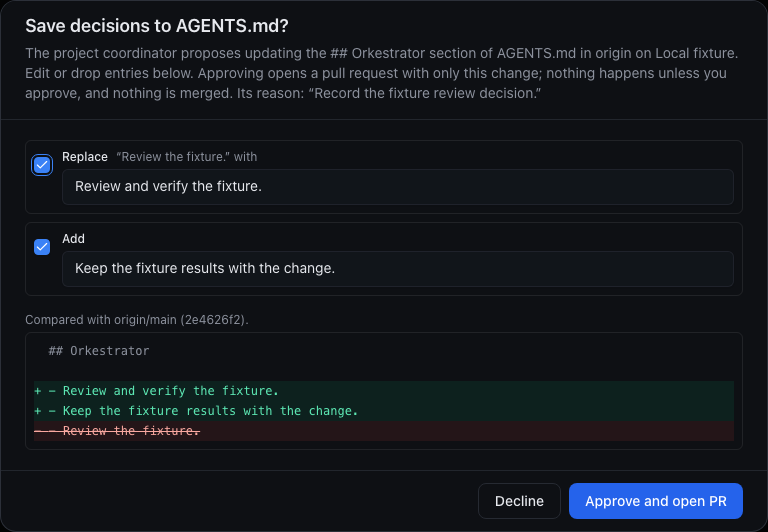 Save decisions to AGENTS.md?
The project coordinator proposes updating the ## Orkestrator section of AGENTS.md in origin on Local fixture.
Edit or drop entries below. Approving opens a pull request with only this change; nothing happens unless you
approve, and nothing is merged. Its reason: “Record the fixture review decision.”
Replace “Review the fixture.” with
Review and verify the fixture.
Add
Keep the fixture results with the change.
Compared with origin/main (2e4626f2).
## Orkestrator
+ - Review and verify the fixture.
+ - Keep the fixture results with the change.
- - Review the fixture.
Decline
Approve and open PR